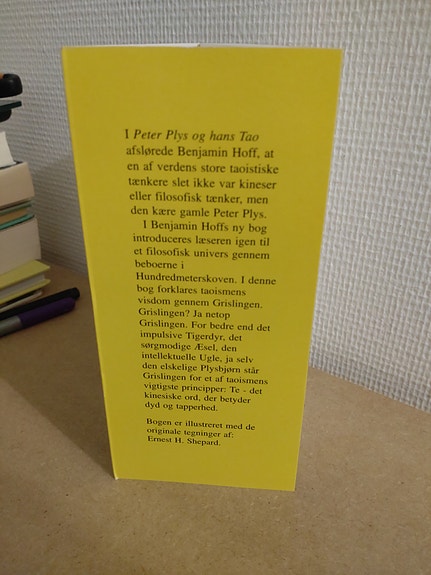 I Peter Plys og hans Tao
afslørede Benjamin Hoff, at
en af verdens store taoistiske
tænkere slet ikke var kineser
eller filosofisk tænker, men
den kære gamle Peter Plys.
I Benjamin Hoffs ny bog
introduceres læseren igen til
et filosofisk univers gennem
beboerne i
Hundredmeterskoven. I denne
bog forklares taoismens
visdom gennem Grislingen.
Grislingen? Ja netop
Grislingen. For bedre end det
impulsive Tigerdyr, det
sørgmodige Æsel, den
intellektuelle Ugle, ja selv
den elskelige Plysbjørn står
Grislingen for et af taoismens
vigtigste principper: Te - det
kinesiske ord, der betyder
dyd og tapperhed.
Bogen er illustreret med de
originale tegninger af:
Ernest H. Shepard.